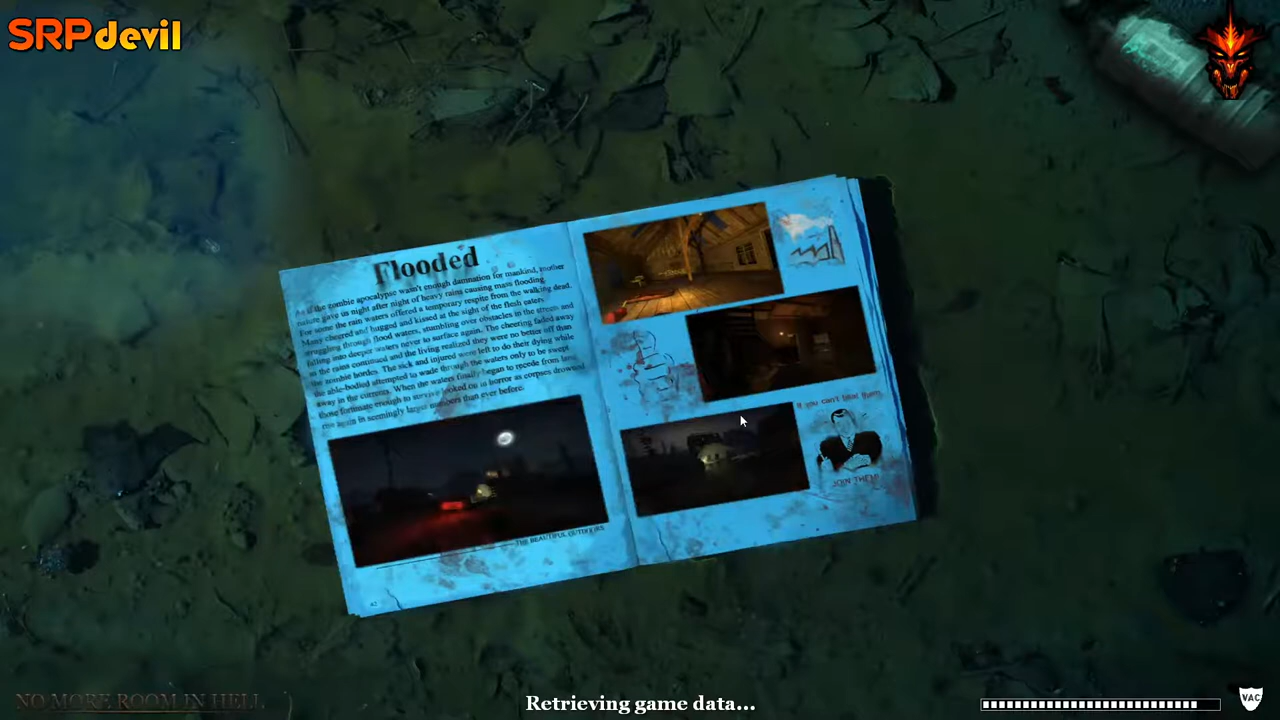 SRPdevil
Flooded
As if the zombie apocalypse wasn't enough damnation for mankind, mother
nature gave us night after night of heavy rains causing mass flooding.
For some the rain waters offered a temporary respite from the walking dead.
Many cheered and hugged and kissed at the sight of the flesh eaters
struggling through flood waters, stumbling over obstacles in the stream and
falling into deeper waters never to surface again. The cheering faded away
as the rains continued and the living realized they were no better off than
the zombie hordes. The sick and injured were left to do their dying while
the able-bodied attempted to wade through the waters only to be swept
away in the currents. When the waters finally began to recede from land,
those fortunate enough to survive looked on in horror as corpses drowned
rise again in seemingly larger numbers than ever before.
THE BEAUTIFUL OUTDOORS
42
If you can't beat them,
JOIN THEM!
NO MORE ROOM IN HELL
Retrieving game data...
VAC